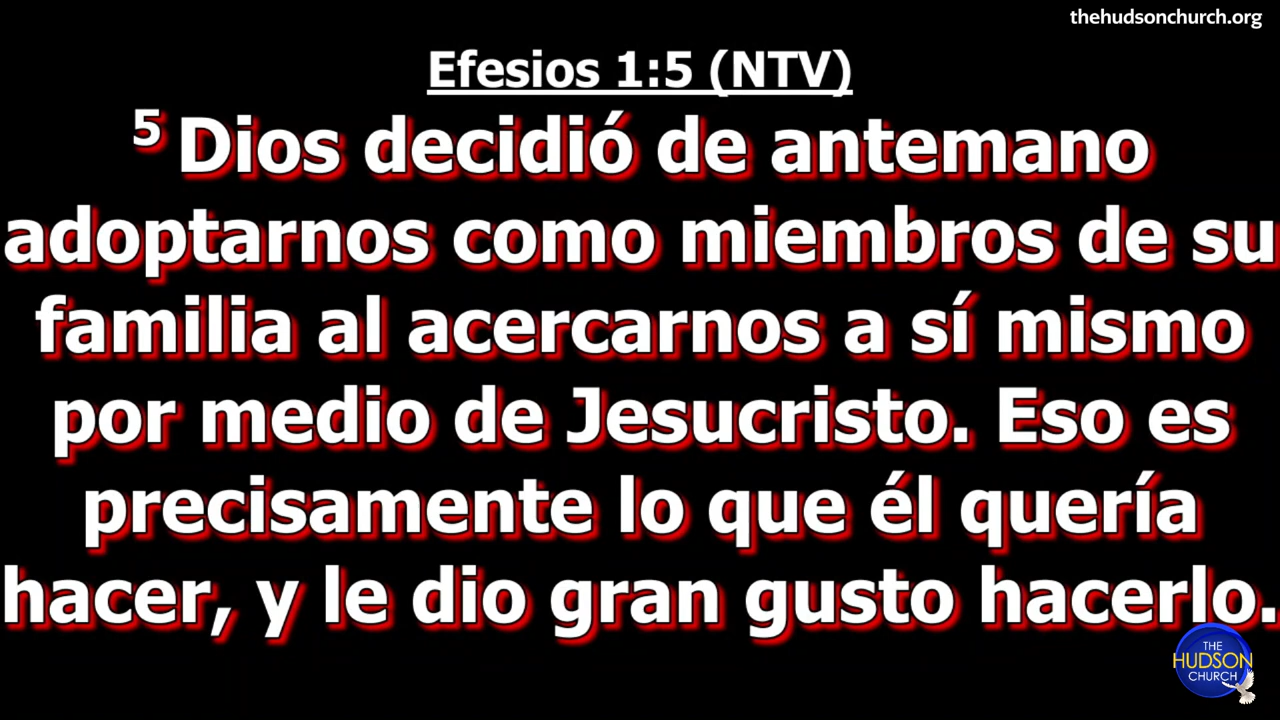 thehudsonchurch.org
Efesios 1:5 (NTV)
5 Dios decidió de antemano
adoptarnos como miembros de su
familia al acercarnos a sí mismo
por medio de Jesucristo. Eso es
precisamente lo que él quería
hacer, y le dio gran gusto hacerlo.
THE
HUDSON
CHURCH